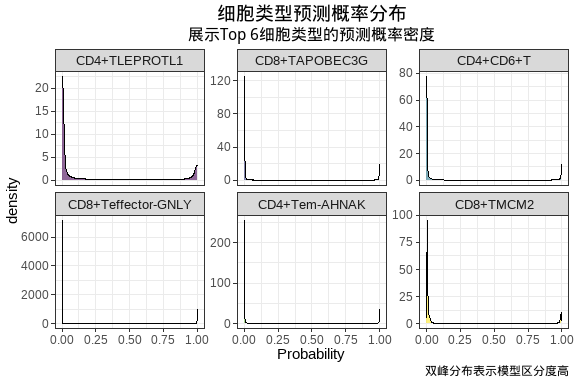 细胞类型预测概率分布
展示Top 6细胞类型的预测概率密度
CD4+TLEPROTL1
CD8+TAPOBEC3G
CD4+CD6+T
20
15
10
5
0
120
80
40
0
80
60
40
20
0
density
CD8+Teffector-GNLY
CD4+Tem-AHNAK
CD8+TMCM2
6000
4000
2000
0
200
100
0
100
75
50
25
0
0.00 0.25 0.50 0.75 1.00
0.00 0.25 0.50 0.75 1.00
0.00 0.25 0.50 0.75 1.00
Probability
双峰分布表示模型区分度高